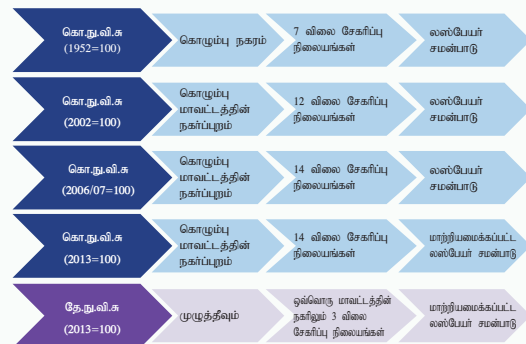 கொ.நு.வி.சு
(1952=100)
கொழும்பு நகரம்
7 விலை சேகரிப்பு
நிலையங்கள்
லஸ்பேயர்
சமன்பாடு
கொ.நு.வி.சு
(2002=100)
கொழும்பு
மாவட்டத்தின்
நகர்ப்புறம்
12 விலை சேகரிப்பு
நிலையங்கள்
லஸ்பேயர்
சமன்பாடு
கொ.நு.வி.சு
(2006/07=100)
கொழும்பு
மாவட்டத்தின்
நகர்ப்புறம்
14 விலை சேகரிப்பு
நிலையங்கள்
லஸ்பேயர்
சமன்பாடு
கொ.நு.வி.சு
(2013=100)
கொழும்பு
மாவட்டத்தின்
நகர்ப்புறம்
14 விலை சேகரிப்பு
நிலையங்கள்
மாற்றியமைக்கப்பட்ட
லஸ்பேயர் சமன்பாடு
தே.நு.வி.சு
(2013=100)
முழுத்தீவும்
ஒவ்வொரு மாவட்டத்தின்
நகரிலும் 3 விலை
சேகரிப்பு நிலையங்கள்
மாற்றியமைக்கப்பட்ட
லஸ்பேயர் சமன்பாடு